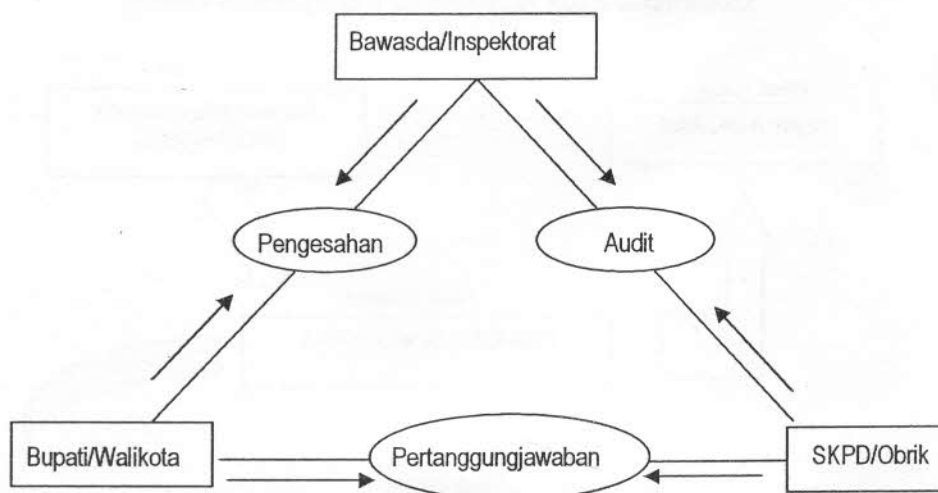 Bawasda/Inspektorat
Pengesahan
Audit
Bupati/Walikota
Pertanggungjawaban
SKPD/Obrik